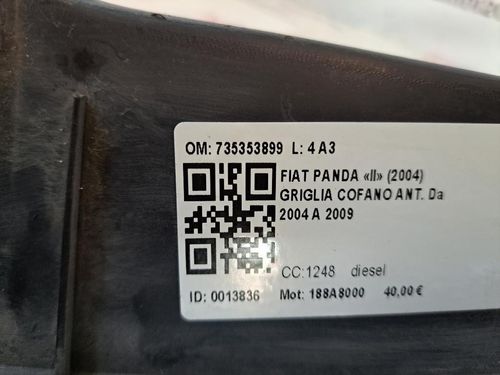 OM: 735353899 L: 4 A3
FIAT PANDA «II» (2004)
GRIGLIA COFANO ANT. Da
2004 A 2009
CC:1248 diesel
ID: 0013836 Mot: 188A8000 40,00 €